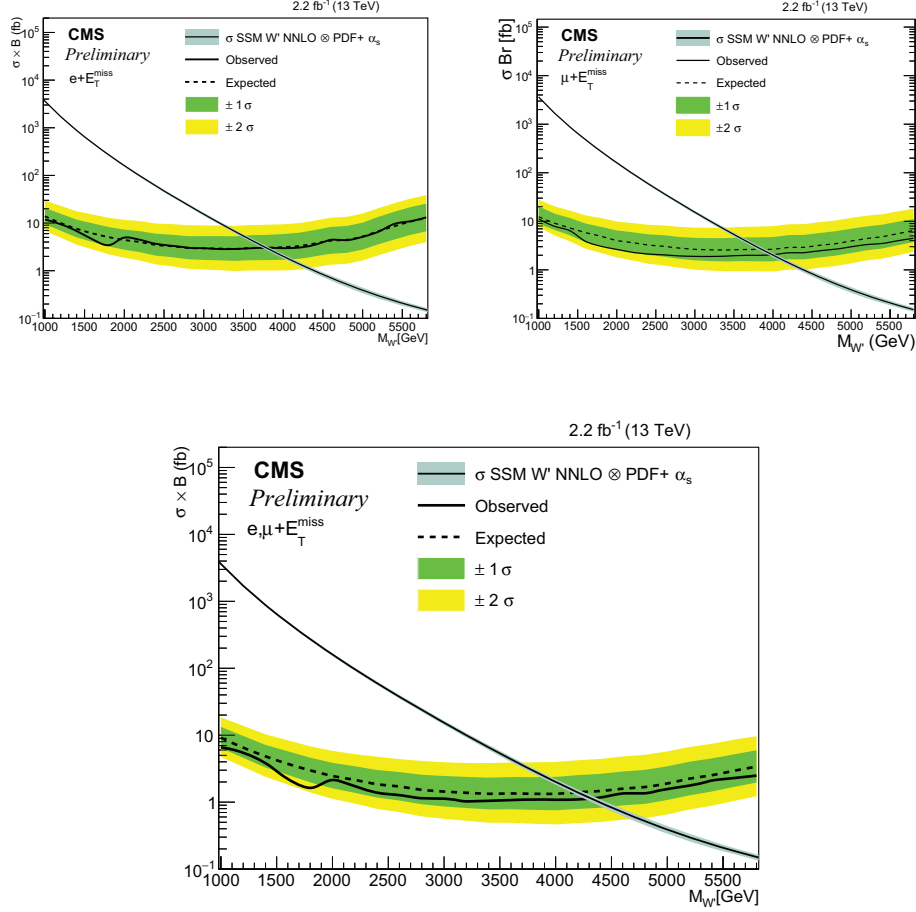 2.2 fb⁻¹ (13 TeV)
CMS
Preliminary
e+E_T^miss
σ SSM W' NNLO ⊗ PDF+ α_s
Observed
Expected
± 1 σ
± 2 σ
σ × B (fb)
10⁵
10⁴
10³
10²
10
1
10⁻¹
1000 1500 2000 2500 3000 3500 4000 4500 5000 5500
M_W' [GeV]
2.2 fb⁻¹ (13 TeV)
CMS
Preliminary
μ+E_T^miss
σ SSM W' NNLO ⊗ PDF+ α_s
Observed
Expected
±1 σ
±2 σ
σ Br [fb]
10⁵
10⁴
10³
10²
10
1
10⁻¹
1000 1500 2000 2500 3000 3500 4000 4500 5000 5500
M_W' (GeV)
2.2 fb⁻¹ (13 TeV)
CMS
Preliminary
e,μ+E_T^miss
σ SSM W' NNLO ⊗ PDF+ α_s
Observed
Expected
± 1 σ
± 2 σ
σ × B (fb)
10⁵
10⁴
10³
10²
10
1
10⁻¹
1000 1500 2000 2500 3000 3500 4000 4500 5000 5500
M_W' [GeV]